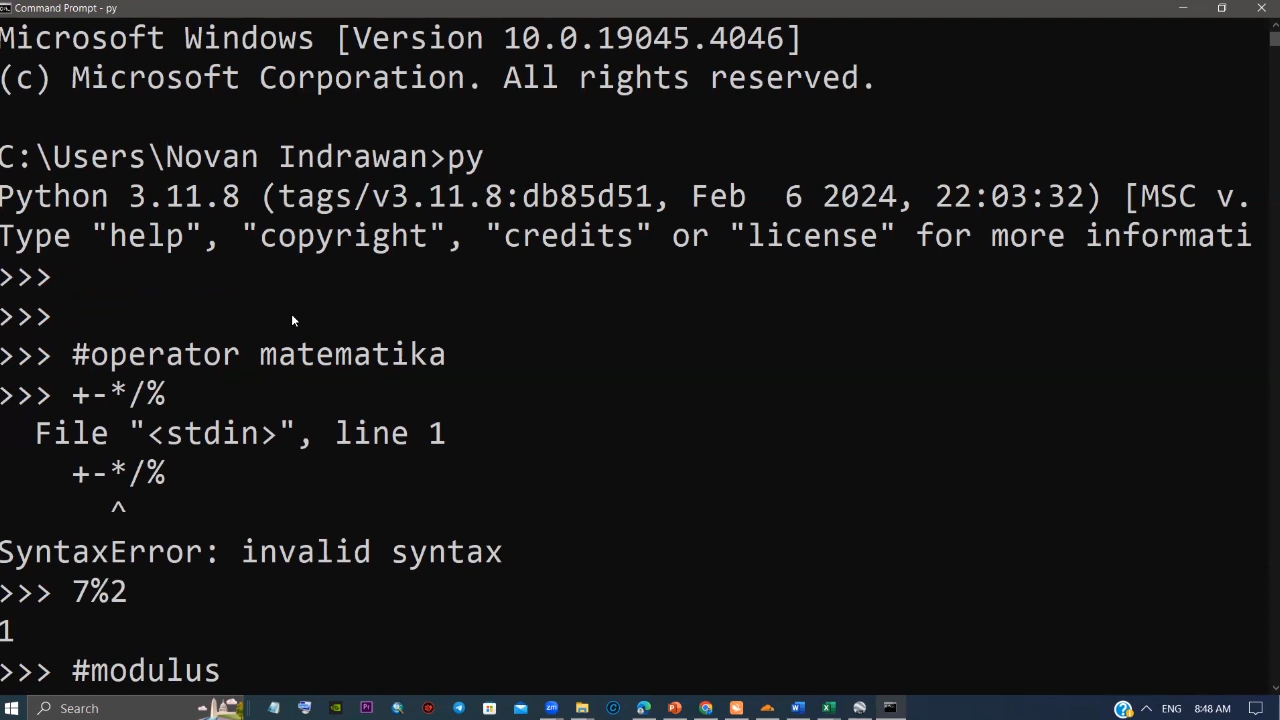 Command Prompt - py
Microsoft Windows [Version 10.0.19045.4046]
(c) Microsoft Corporation. All rights reserved.
C:\Users\Novan Indrawan>py
Python 3.11.8 (tags/v3.11.8:db85d51, Feb  6 2024, 22:03:32) [MSC v.
Type "help", "copyright", "credits" or "license" for more informati
>>>
>>>
>>> #operator matematika
>>> +-*/%
  File "<stdin>", line 1
    +-*/%
      ^
SyntaxError: invalid syntax
>>> 7%2
1
>>> #modulus
Search
ENG
8:48 AM